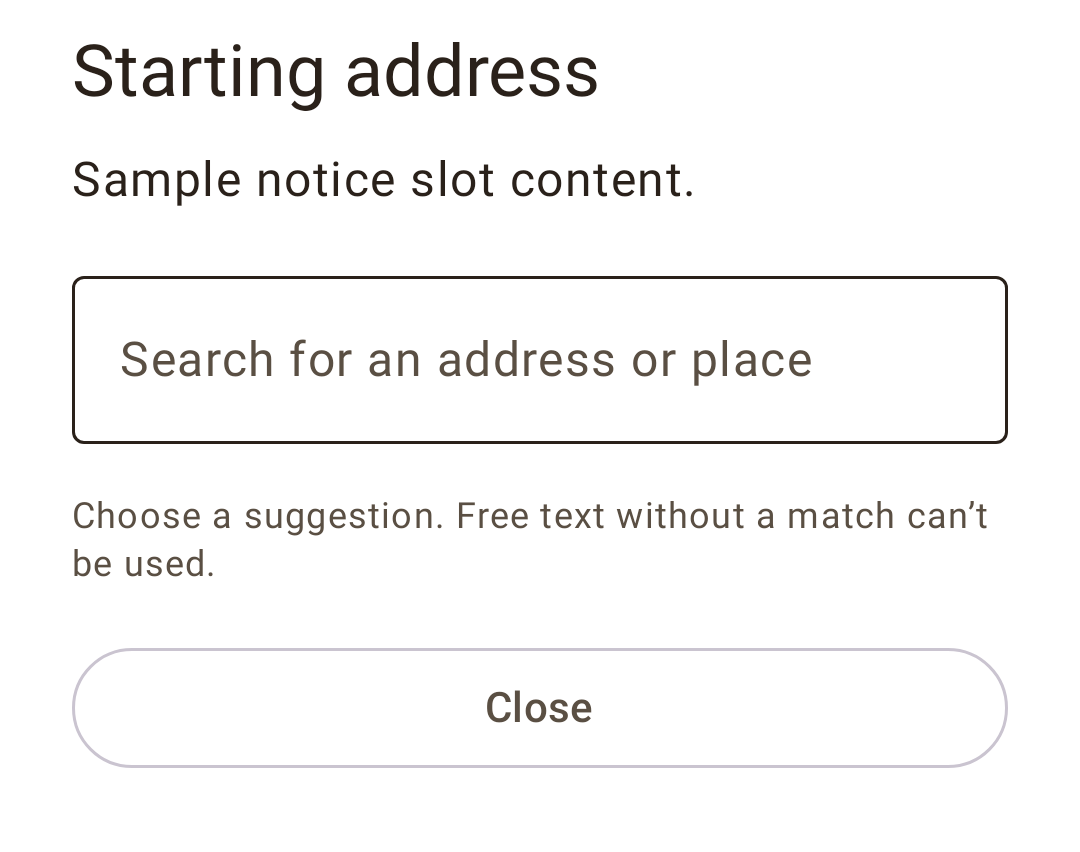 Starting address
Sample notice slot content.
Search for an address or place
Choose a suggestion. Free text without a match can’t
be used.
Close